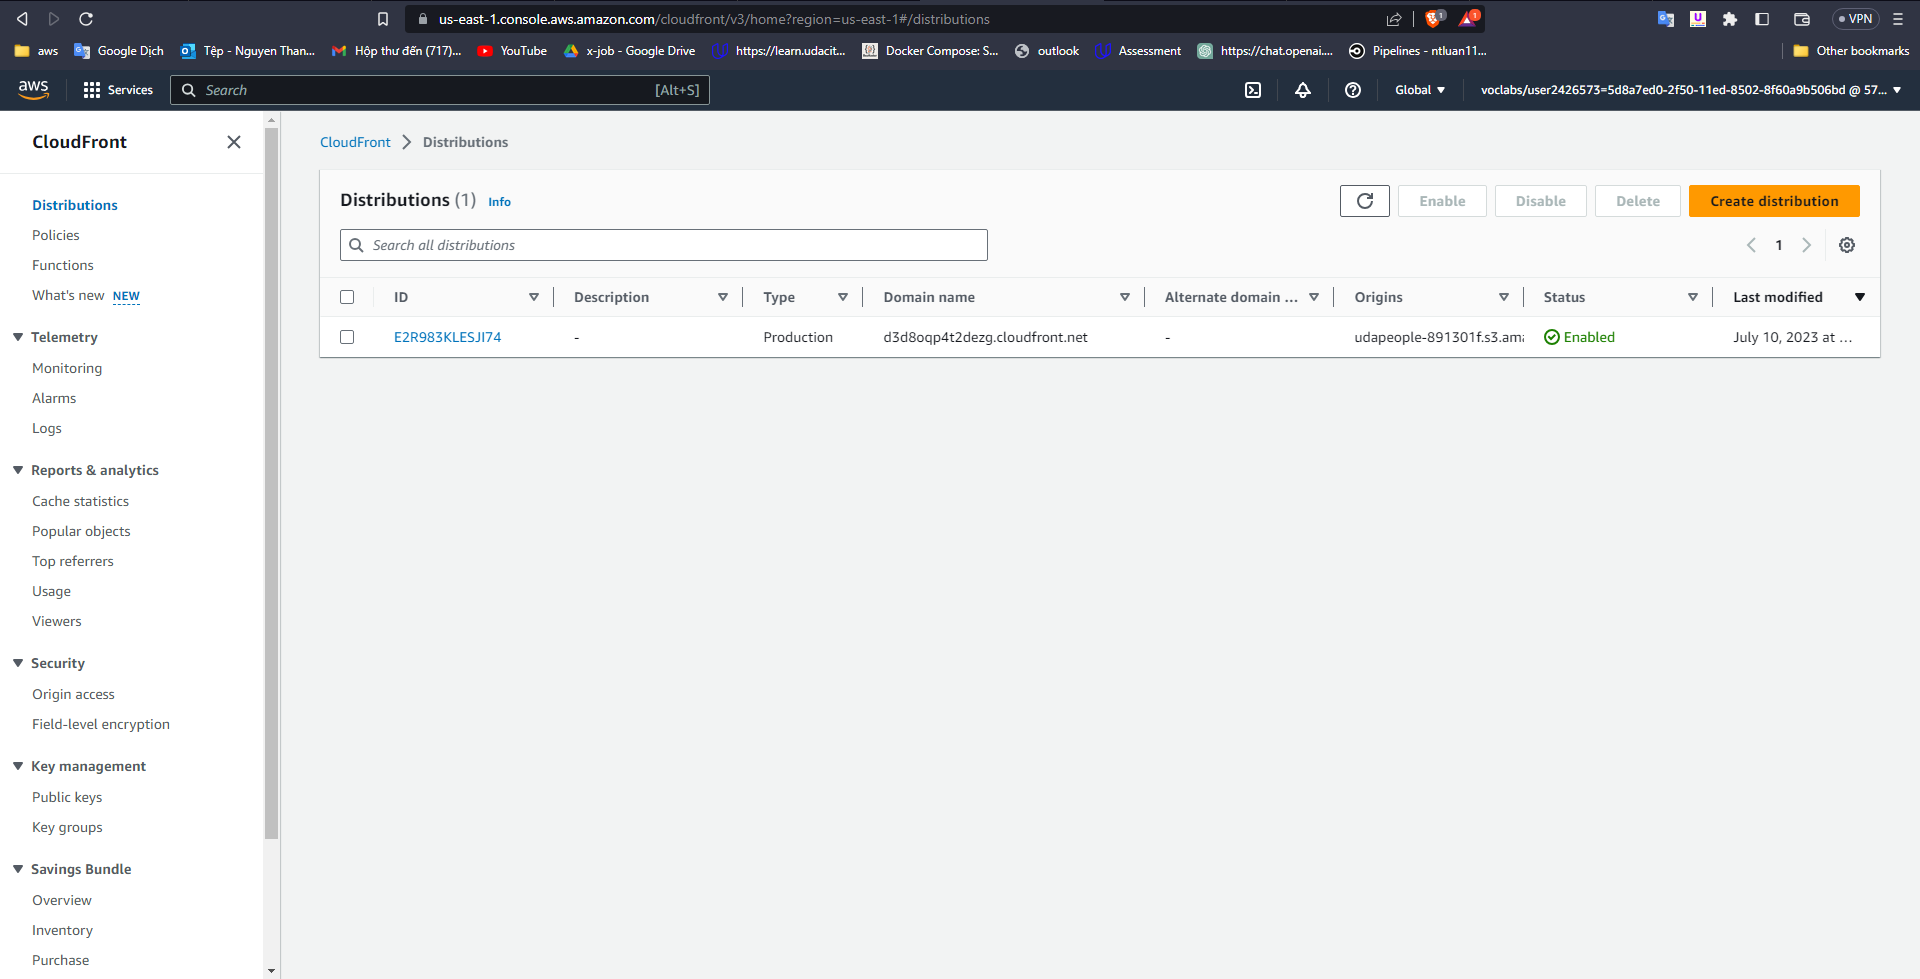 us-east-1.console.aws.amazon.com/cloudfront/v3/home?region=us-east-1#/distributions
1
1
VPN
aws
Google Dịch
Tệp - Nguyen Than...
Hộp thư đến (717)...
YouTube
x-job - Google Drive
https://learn.udacit...
Docker Compose: S...
outlook
Assessment
https://chat.openai....
Pipelines - ntluan11...
Other bookmarks
aws
Services
Search
[Alt+S]
Global
voclabs/user2426573=5d8a7ed0-2f50-11ed-8502-8f60a9b506bd @ 57...
CloudFront
Distributions
Policies
Functions
What's new NEW
Telemetry
Monitoring
Alarms
Logs
Reports & analytics
Cache statistics
Popular objects
Top referrers
Usage
Viewers
Security
Origin access
Field-level encryption
Key management
Public keys
Key groups
Savings Bundle
Overview
Inventory
Purchase
CloudFront
Distributions
Distributions (1) Info
Enable
Disable
Delete
Create distribution
Search all distributions
1
ID
Description
Type
Domain name
Alternate domain ...
Origins
Status
Last modified
E2R983KLESJI74
-
Production
d3d8oqp4t2dezg.cloudfront.net
-
udapeople-891301f.s3.ama
Enabled
July 10, 2023 at ...